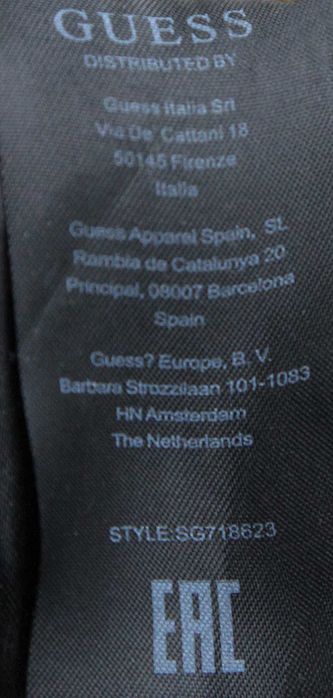 GUESS
DISTRIBUTED BY
Guess Italia Srl
Via De Cattani 18
50145 Firenze
Italia
Guess Apparel Spain, SL
Rambla de Catalunya 20
Principal, 08007 Barcelona
Spain
Guess? Europe, B. V.
Barbara Strozzilaan 101-1083
HN Amsterdam
The Netherlands
STYLE:SG718623
EAC